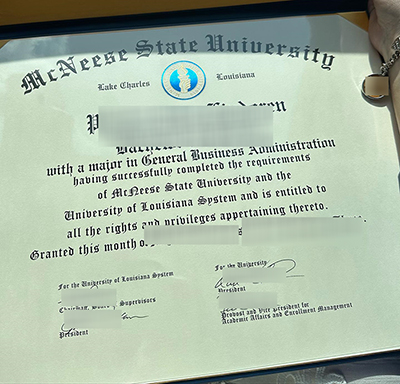 McNeese State University
Lake Charles Louisiana
with a major in General Business Administration
having successfully completed the requirements
of McNeese State University and the
University of Louisiana System and is entitled to
all the rights and privileges appertaining thereto.
Granted this month of
For the University of Louisiana System
Supervisors
President
For the University
President
Provost and Vice President for
Academic Affairs and Enrollment Management